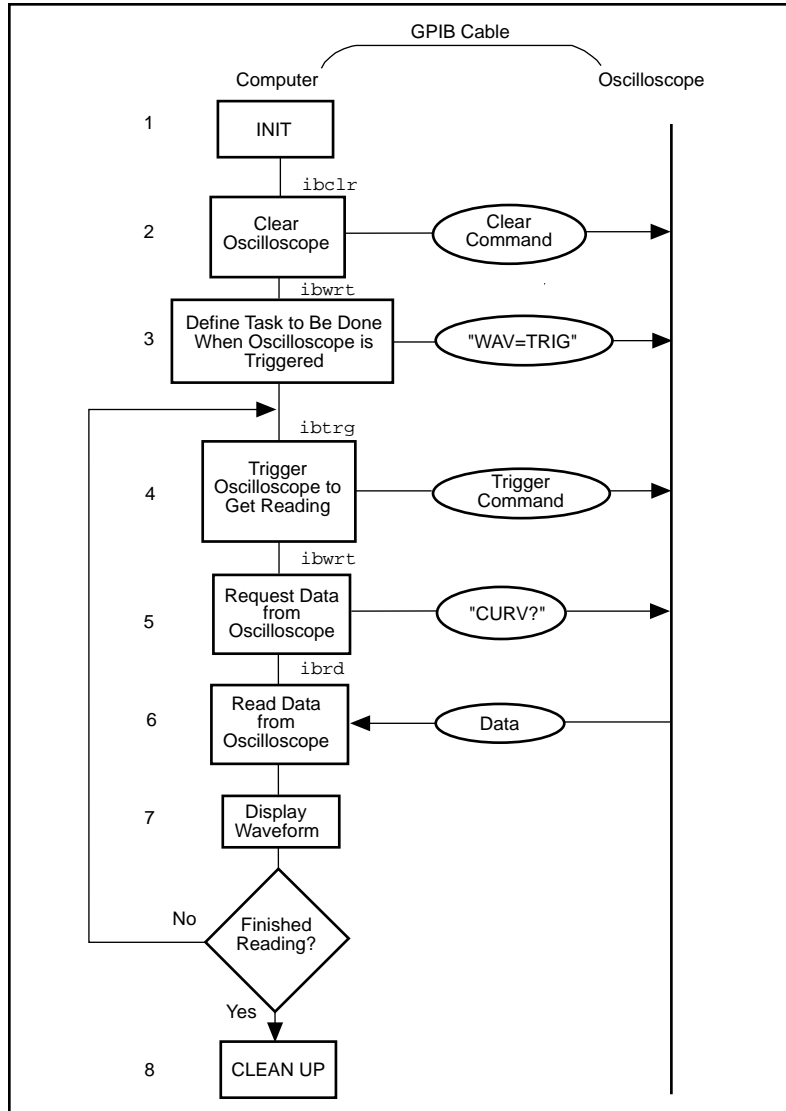 GPIB Cable
Computer
Oscilloscope
1
INIT
ibclr
2
Clear
Oscilloscope
Clear
Command
ibwrt
3
Define Task to Be Done
When Oscilloscope is
Triggered
"WAV=TRIG"
ibtrg
4
Trigger
Oscilloscope to
Get Reading
Trigger
Command
ibwrt
5
Request Data
from
Oscilloscope
"CURV?"
ibrd
6
Read Data
from
Oscilloscope
Data
7
Display
Waveform
No
Finished
Reading?
Yes
8
CLEAN UP